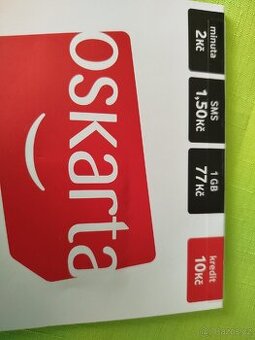 oskarta
minuta
2Kč
SMS
1,50Kč
1 GB
77Kč
kredit
10Kč